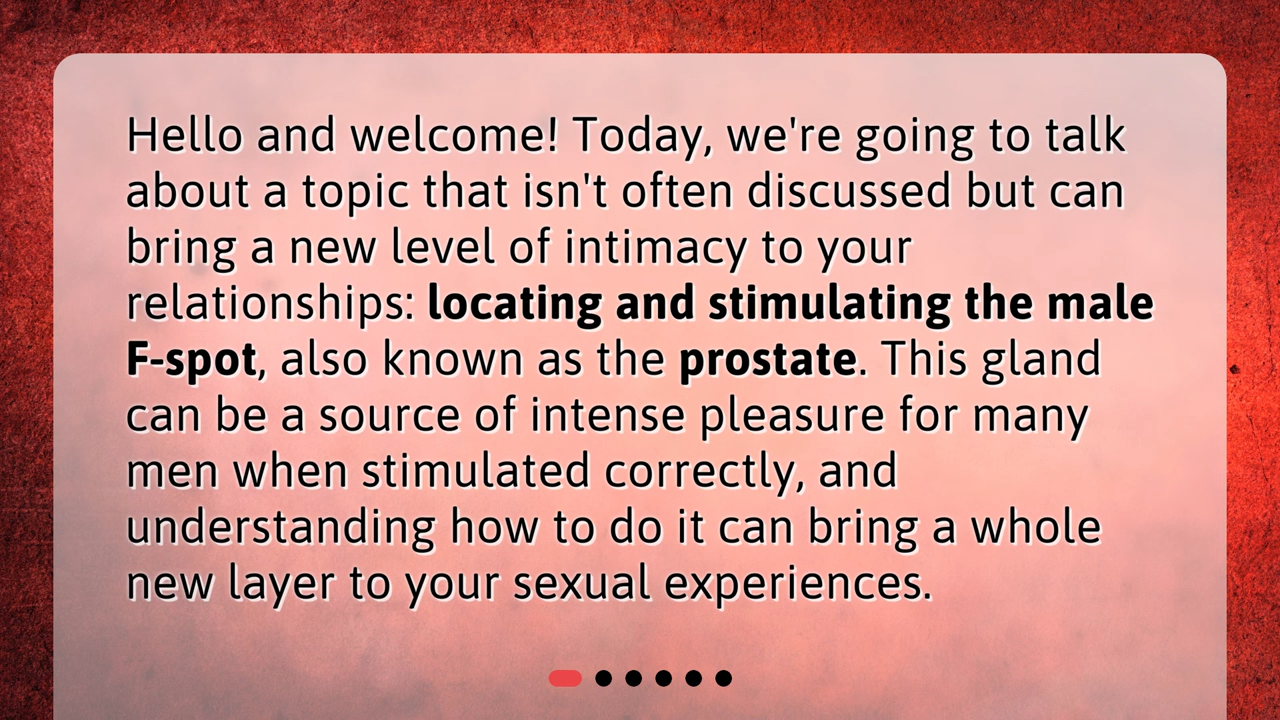 Hello and welcome! Today, we're going to talk
about a topic that isn't often discussed but can
bring a new level of intimacy to your
relationships: locating and stimulating the male
F-spot, also known as the prostate. This gland
can be a source of intense pleasure for many
men when stimulated correctly, and
understanding how to do it can bring a whole
new layer to your sexual experiences.